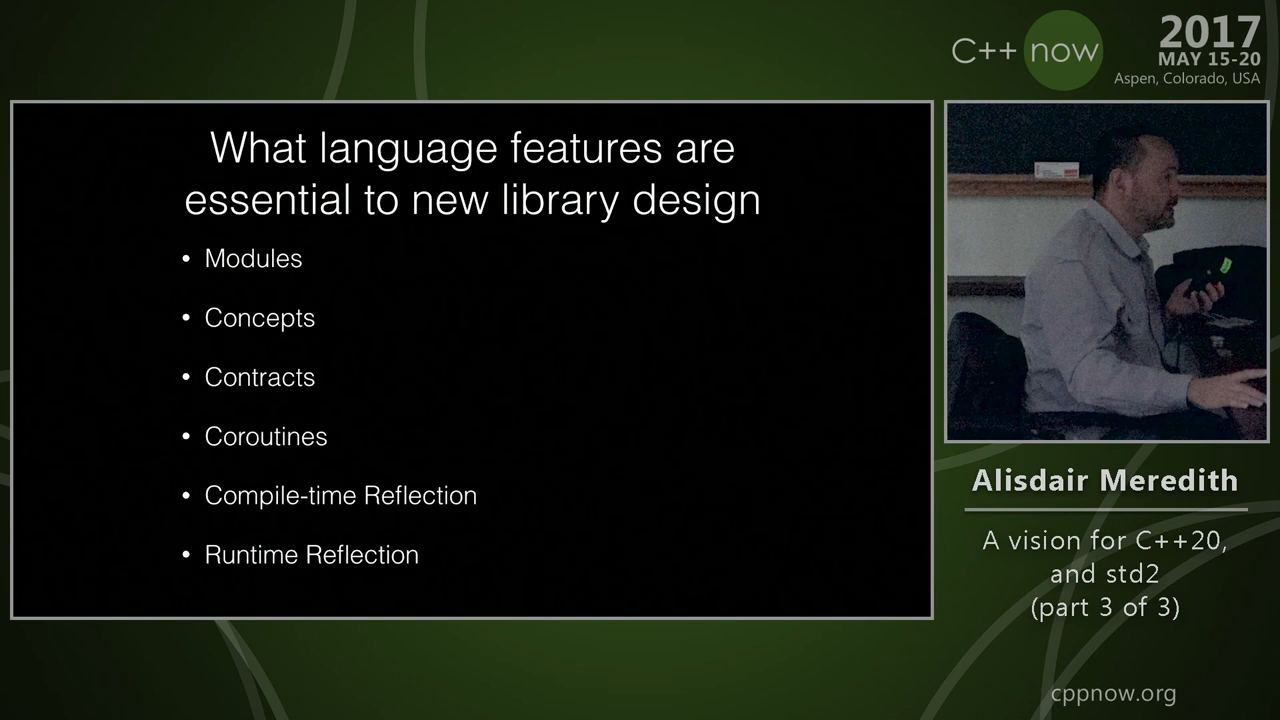 C++ now
2017
MAY 15-20
Aspen, Colorado, USA
What language features are
essential to new library design
• Modules
• Concepts
• Contracts
• Coroutines
• Compile-time Reflection
• Runtime Reflection
Alisdair Meredith
A vision for C++20,
and std2
(part 3 of 3)
cppnow.org